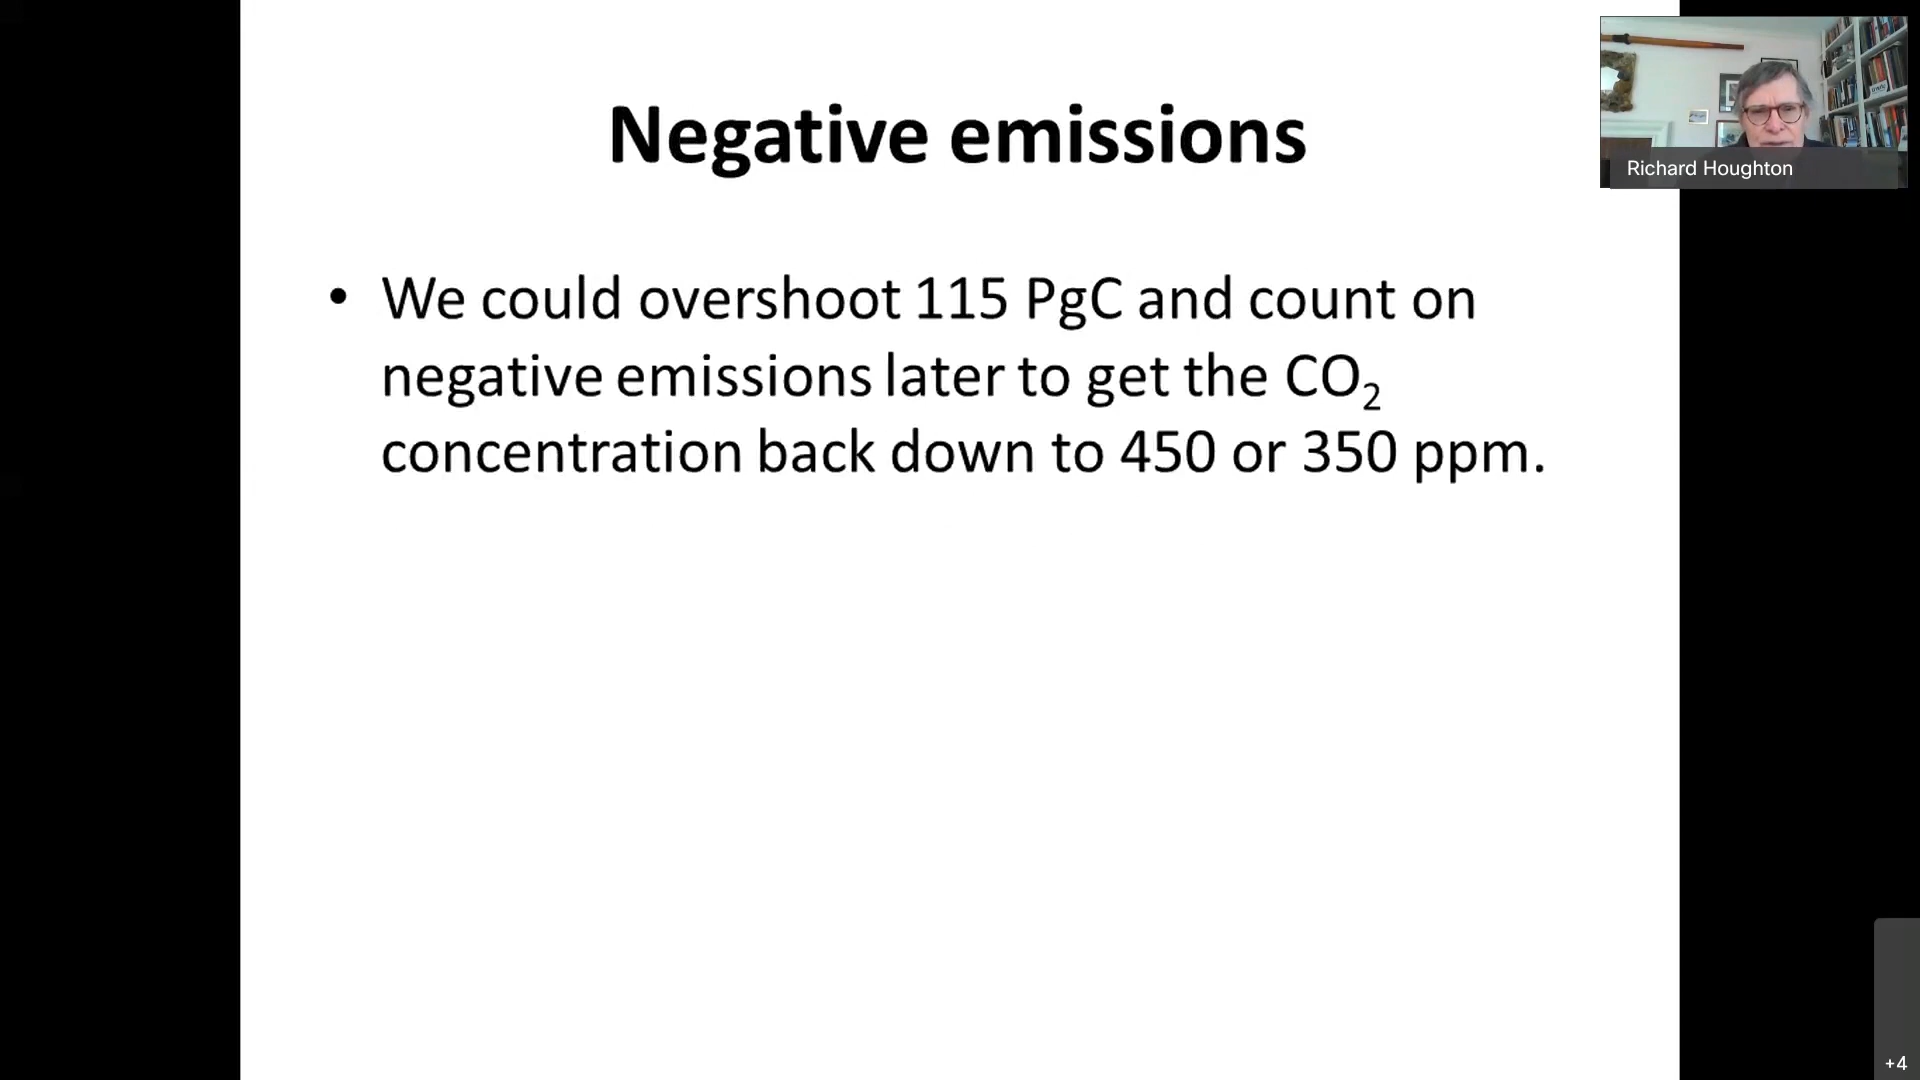 Negative emissions
Richard Houghton
• We could overshoot 115 PgC and count on
negative emissions later to get the CO₂
concentration back down to 450 or 350 ppm.
+4